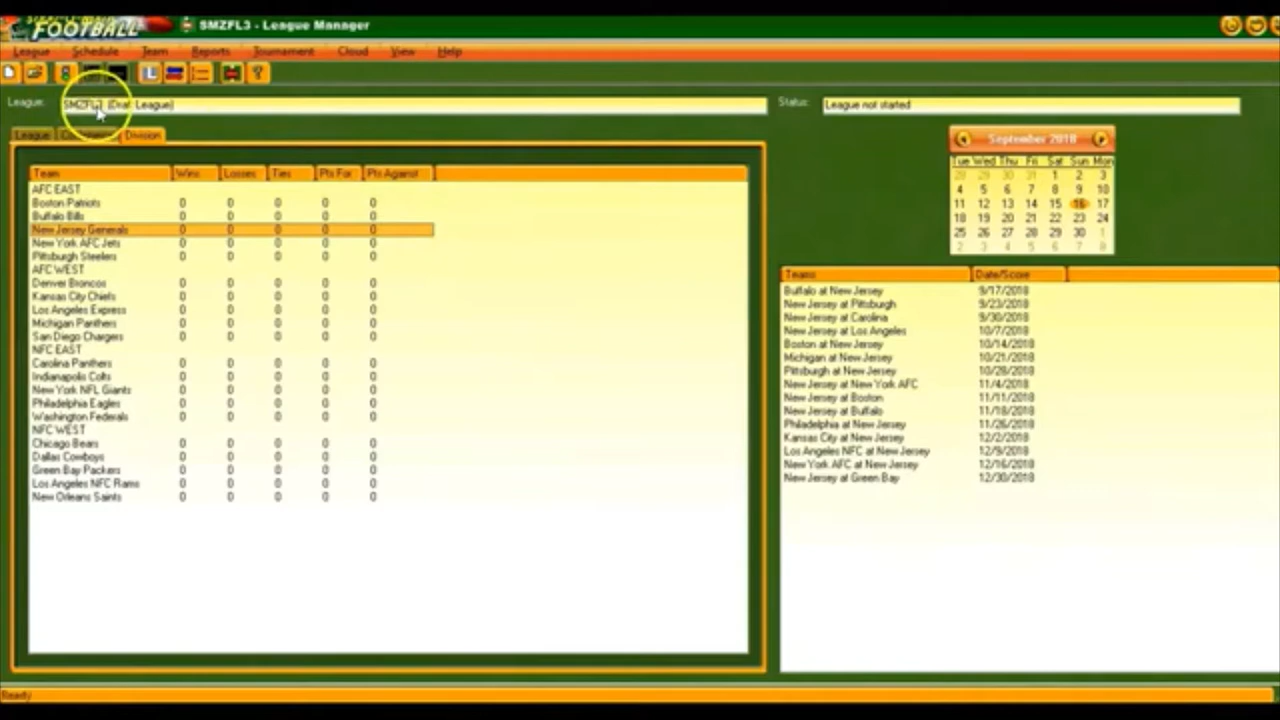 FOOTBALL
SMZFL3 - League Manager
League Schedule Team Reports Tournament Cloud View Help
League: SMZFL3 (Draft League) Status: League not started
League Division
Team Wins Losses Ties Pts For Pts Against
AFC EAST
Boston Patriots 0 0 0 0 0
Buffalo Bills 0 0 0 0 0
New Jersey Generals 0 0 0 0 0
New York AFC Jets 0 0 0 0 0
Pittsburgh Steelers 0 0 0 0 0
AFC WEST
Denver Broncos 0 0 0 0 0
Kansas City Chiefs 0 0 0 0 0
Los Angeles Express 0 0 0 0 0
Michigan Panthers 0 0 0 0 0
San Diego Chargers 0 0 0 0 0
NFC EAST
Carolina Panthers 0 0 0 0 0
Indianapolis Colts 0 0 0 0 0
New York NFL Giants 0 0 0 0 0
Philadelphia Eagles 0 0 0 0 0
Washington Federals 0 0 0 0 0
NFC WEST
Chicago Bears 0 0 0 0 0
Dallas Cowboys 0 0 0 0 0
Green Bay Packers 0 0 0 0 0
Los Angeles NFC Rams 0 0 0 0 0
New Orleans Saints 0 0 0 0 0
September 2018
Tue Wed Thu Fri Sat Sun Mon
28 29 30 31 1 2 3
4 5 6 7 8 9 10
11 12 13 14 15 16 17
18 19 20 21 22 23 24
25 26 27 28 29 30 1
2 3 4 5 6 7 8
Teams Date/Score
Buffalo at New Jersey 9/17/2018
New Jersey at Pittsburgh 9/23/2018
New Jersey at Carolina 9/30/2018
New Jersey at Los Angeles 10/7/2018
Boston at New Jersey 10/14/2018
Michigan at New Jersey 10/21/2018
Pittsburgh at New Jersey 10/28/2018
New Jersey at New York AFC 11/4/2018
New Jersey at Boston 11/11/2018
New Jersey at Buffalo 11/18/2018
Philadelphia at New Jersey 11/26/2018
Kansas City at New Jersey 12/2/2018
Los Angeles NFC at New Jersey 12/9/2018
New York AFC at New Jersey 12/16/2018
New Jersey at Green Bay 12/30/2018
Ready